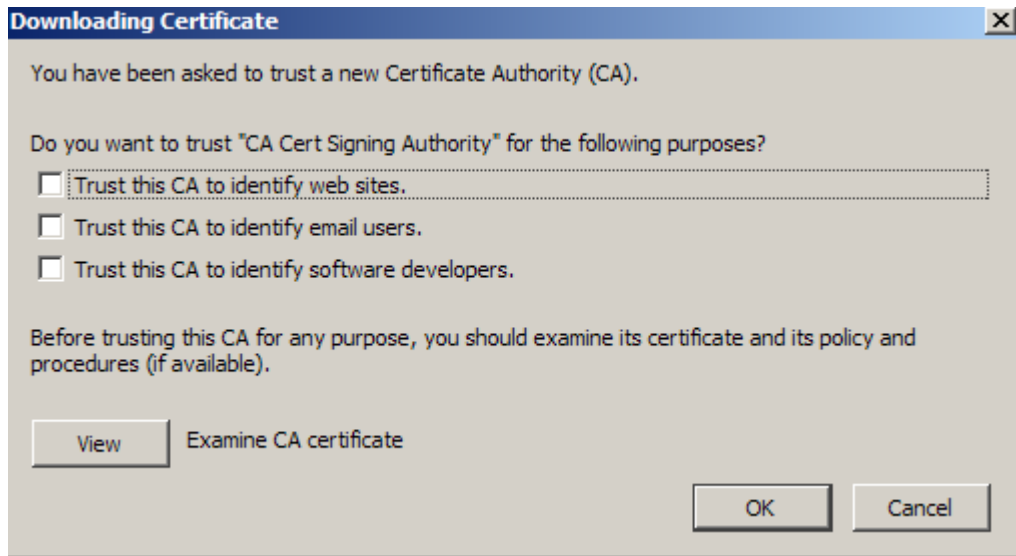 Downloading Certificate
You have been asked to trust a new Certificate Authority (CA).
Do you want to trust "CA Cert Signing Authority" for the following purposes?
Trust this CA to identify web sites.
Trust this CA to identify email users.
Trust this CA to identify software developers.
Before trusting this CA for any purpose, you should examine its certificate and its policy and
procedures (if available).
View Examine CA certificate
OK Cancel